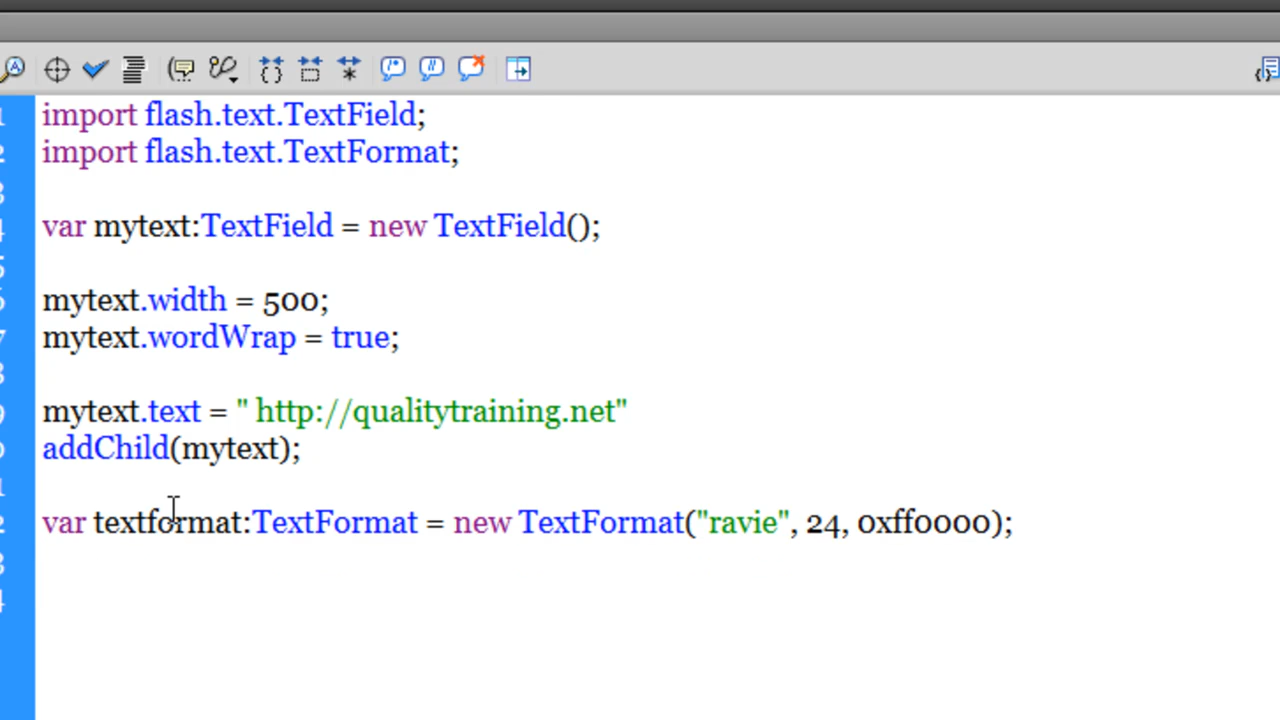 import flash.text.TextField;
import flash.text.TextFormat;
var mytext:TextField = new TextField();
mytext.width = 500;
mytext.wordWrap = true;
mytext.text = " http://qualitytraining.net"
addChild(mytext);
var textformat:TextFormat = new TextFormat("ravie", 24, 0xff0000);